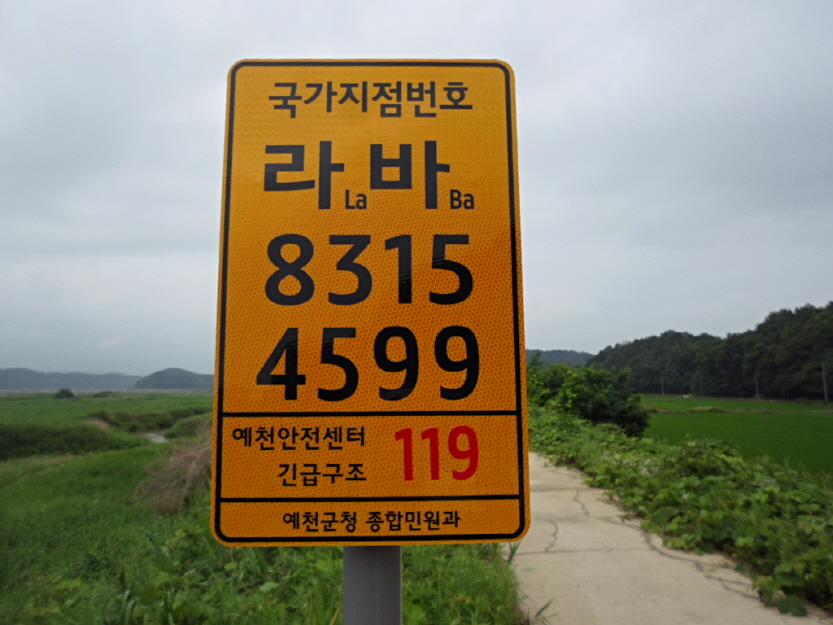 국가지점번호
라La바Ba
8315
4599
예천안전센터
긴급구조 119
예천군청 종합민원과